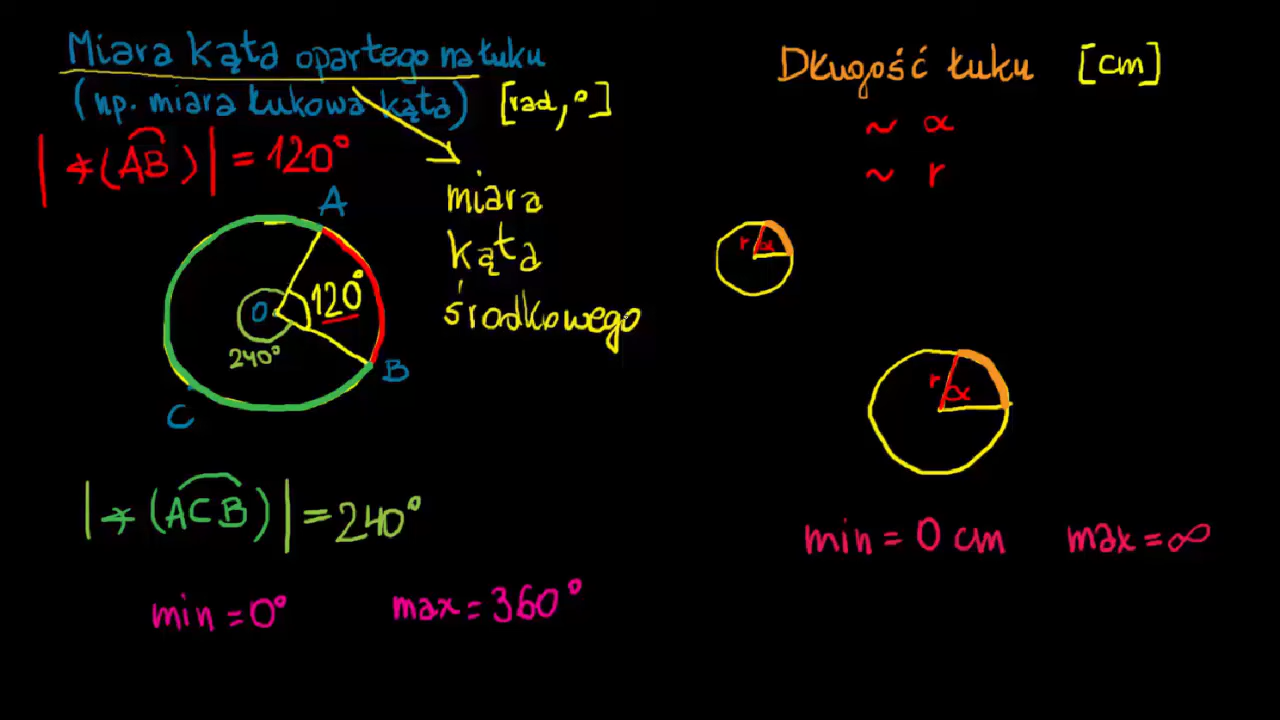 Miara kąta opartego na łuku
(np. miara łukowa kąta) [rad, °]
|∢(AB)| = 120°
A
miara
kąta
środkowego
O
120°
240°
B
C
|∢(ACB)| = 240°
min = 0°
max = 360°
Długość łuku [cm]
~ α
~ r
r α
r α
min = 0 cm
max = ∞